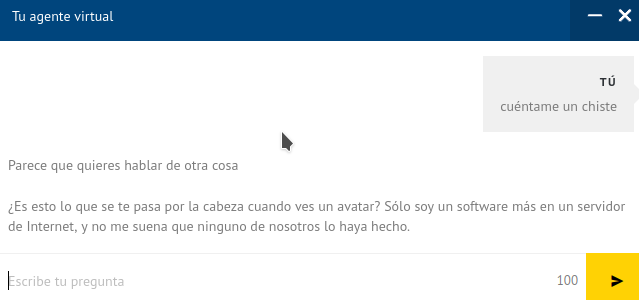 Tu agente virtual
TÚ
cuéntame un chiste
Parece que quieres hablar de otra cosa
¿Es esto lo que se te pasa por la cabeza cuando ves un avatar? Sólo soy un software más en un servidor
de Internet, y no me suena que ninguno de nosotros lo haya hecho.
Escribe tu pregunta
100